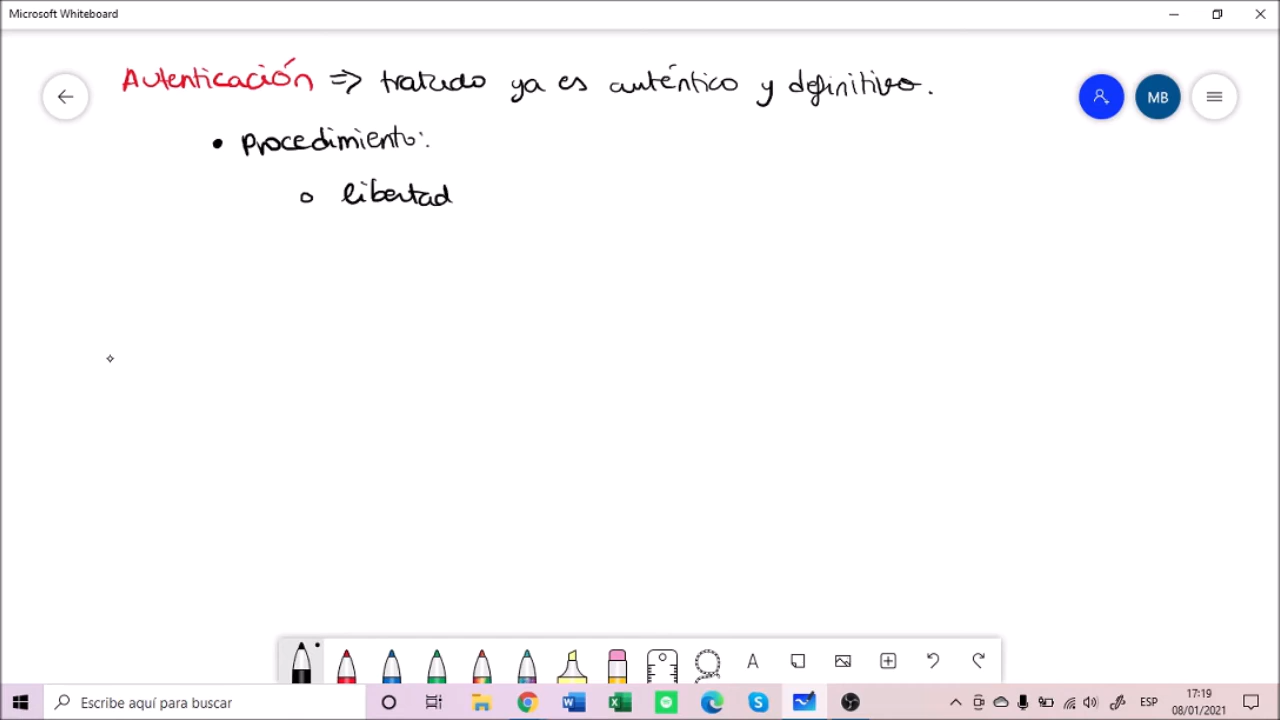 Microsoft Whiteboard
Autenticación => tratado ya es auténtico y definitivo.
MB
• Procedimiento:
o libertad
A
Escribe aquí para buscar
ESP
17:19
08/01/2021